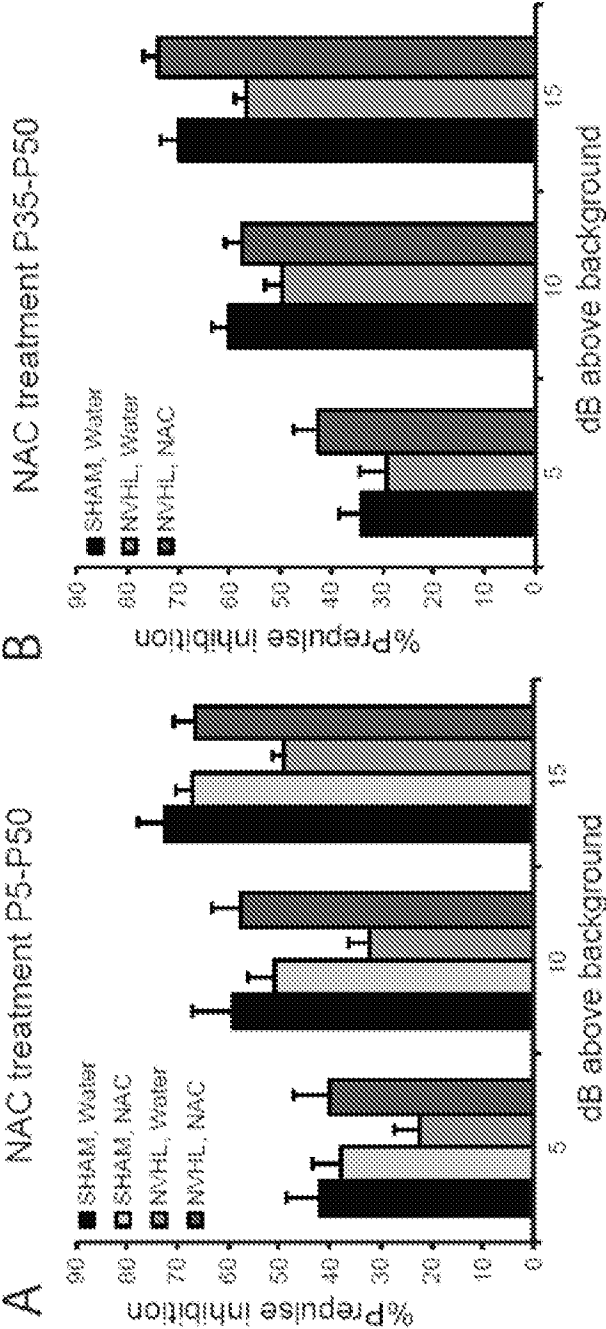 A
NAC treatment P5-P50
SHAM, Water
SHAM, NAC
NVHL, Water
NVHL, NAC
%Prepulse inhibition
90
80
70
60
50
40
30
20
10
0
5
10
15
dB above background
B
NAC treatment P35-P50
SHAM, Water
NVHL, Water
NVHL, NAC
%Prepulse inhibition
90
80
70
60
50
40
30
20
10
0
5
10
15
dB above background